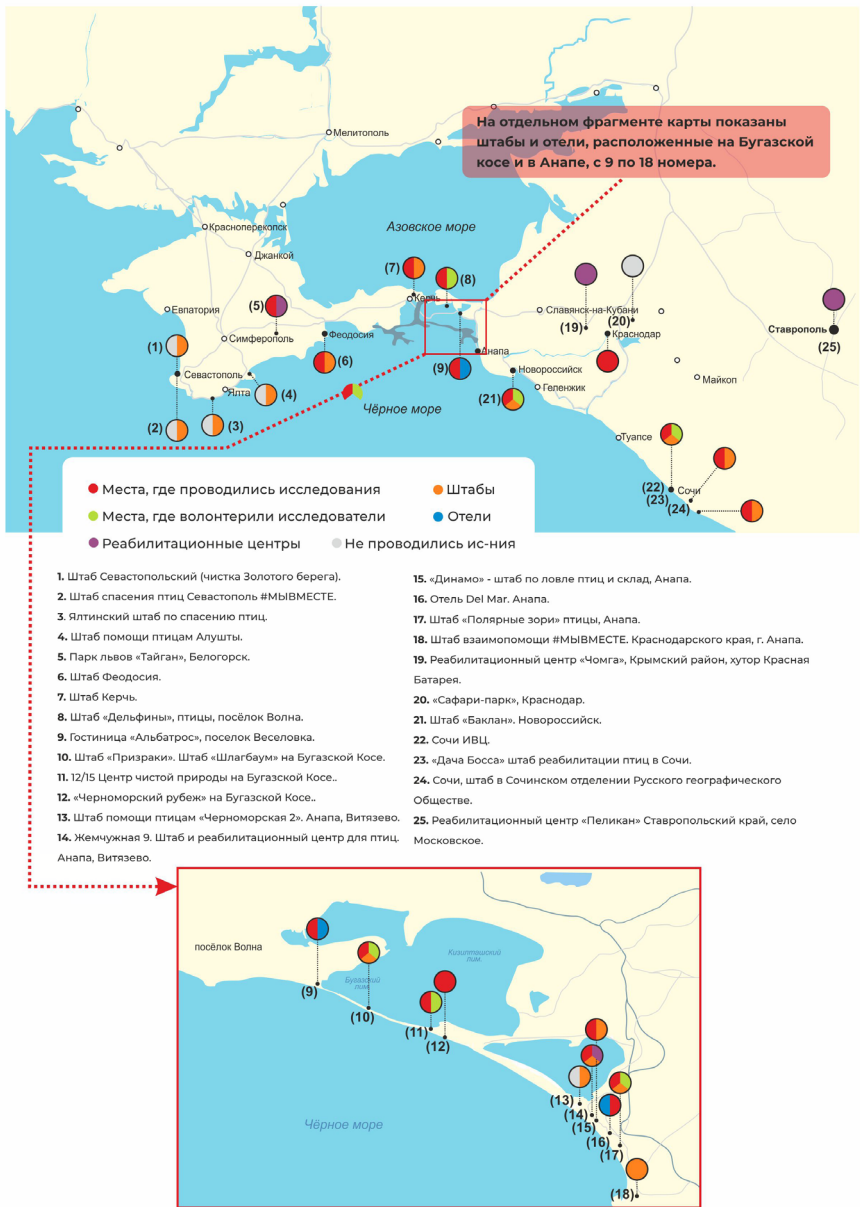 На отдельном фрагменте карты показаны
штабы и отели, расположенные на Бугазской
косе и в Анапе, с 9 по 18 номера.
Мелитополь
Азовское море
Красноперекопск
Джанкой
(7)
(8)
Керчь
Евпатория
(5)
Славянск-на-Кубани
(20)
(19)
Краснодар
Ставрополь
(25)
(1)
Симферополь
Феодосия
(6)
Анапа
(9)
Новороссийск
Севастополь
Ялта
(4)
Геленжик
Майкоп
(2)
(3)
Чёрное море
(21)
Туапсе
(22)
Сочи
(23)
(24)
Места, где проводились исследования
Штабы
Места, где волонтерили исследователи
Отели
Реабилитационные центры
Не проводились ис-ния
1. Штаб Севастопольский (чистка Золотого берега).
2. Штаб спасения птиц Севастополь #МЫВМЕСТЕ.
3. Ялтинский штаб по спасению птиц.
4. Штаб помощи птицам Алушты.
5. Парк львов «Тайган», Белогорск.
6. Штаб Феодосия.
7. Штаб Керчь.
8. Штаб «Дельфины», птицы, посёлок Волна.
9. Гостиница «Альбатрос», поселок Веселовка.
10. Штаб «Призраки». Штаб «Шлагбаум» на Бугазской Косе.
11. 12/15 Центр чистой природы на Бугазской Косе..
12. «Черноморский рубеж» на Бугазской Косе..
13. Штаб помощи птицам «Черноморская 2». Анапа, Витязево.
14. Жемчужная 9. Штаб и реабилитационный центр для птиц.
Анапа, Витязево.
15. «Динамо» - штаб по ловле птиц и склад, Анапа.
16. Отель Del Mar. Анапа.
17. Штаб «Полярные зори» птицы, Анапа.
18. Штаб взаимопомощи #МЫВМЕСТЕ. Краснодарского края, г. Анапа.
19. Реабилитационный центр «Чомга», Крымский район, хутор Красная
Батарея.
20. «Сафари-парк», Краснодар.
21. Штаб «Баклан». Новороссийск.
22. Сочи ИВЦ.
23. «Дача Босса» штаб реабилитации птиц в Сочи.
24. Сочи, штаб в Сочинском отделении Русского географического
Обществе.
25. Реабилитационный центр «Пеликан» Ставропольский край, село
Московское.
посёлок Волна
Кизилташский
лим.
Бугазский
лим.
(9)
(10)
(11)
(12)
(13)
(14)
(15)
(16)
(17)
(18)
Чёрное море